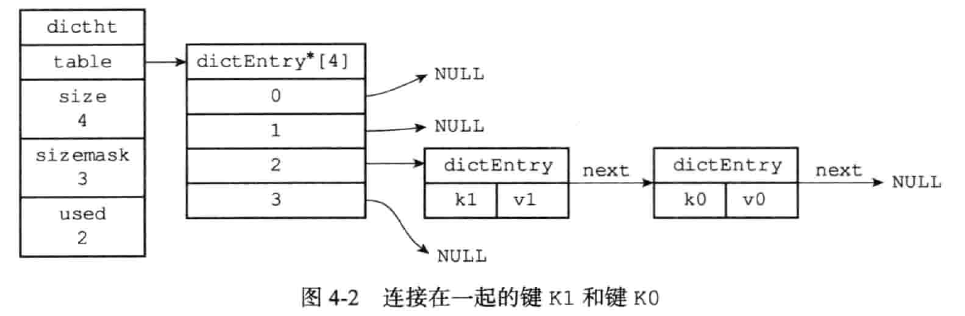 dictht
table
size
4
sizemask
3
used
2
dictEntry*[4]
0
1
2
3
NULL
NULL
dictEntry
k1 v1
next
dictEntry
k0 v0
next
NULL
NULL
图 4-2 连接在一起的键 K1 和键 K0